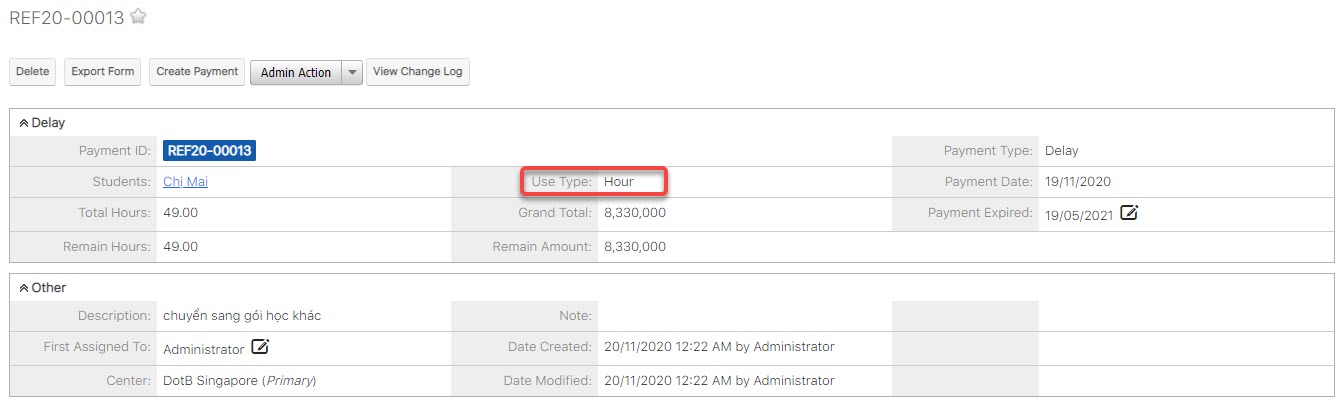 REF20-00013
Delete Export Form Create Payment Admin Action View Change Log
Delay
Payment ID: REF20-00013 Payment Type: Delay
Students: Chị Mai Use Type: Hour Payment Date: 19/11/2020
Total Hours: 49.00 Grand Total: 8,330,000 Payment Expired: 19/05/2021
Remain Hours: 49.00 Remain Amount: 8,330,000
Other
Description: chuyển sang gói học khác Note:
First Assigned To: Administrator Date Created: 20/11/2020 12:22 AM by Administrator
Center: DotB Singapore (Primary) Date Modified: 20/11/2020 12:22 AM by Administrator